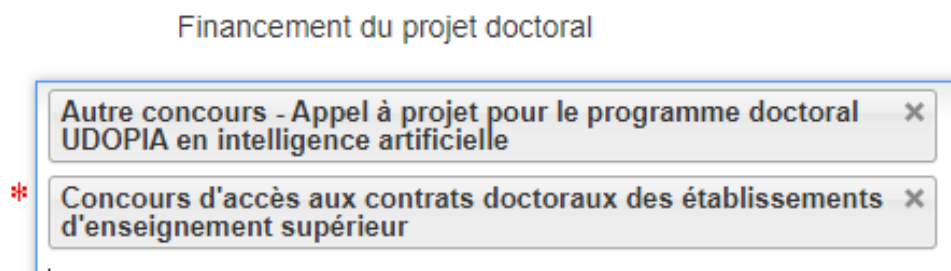 Financement du projet doctoral
Autre concours - Appel à projet pour le programme doctoral ×
UDOPIA en intelligence artificielle
* Concours d'accès aux contrats doctoraux des établissements ×
d'enseignement supérieur